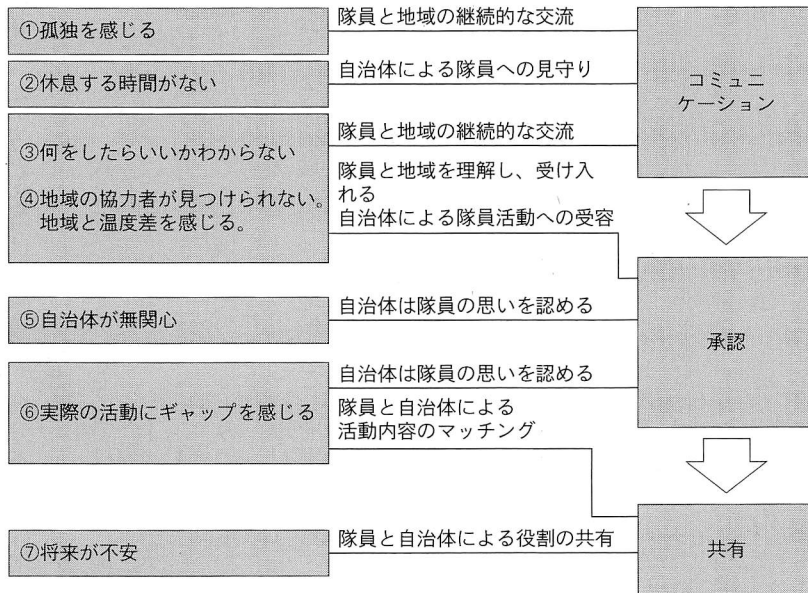 ①孤独を感じる
隊員と地域の継続的な交流
②休息する時間がない
自治体による隊員への見守り
コミュニ
ケーション
③何をしたらいいかわからない
④地域の協力者が見つけられない。
地域と温度差を感じる。
隊員と地域の継続的な交流
隊員と地域を理解し、受け入
れる
自治体による隊員活動への受容
⑤自治体が無関心
自治体は隊員の思いを認める
承認
⑥実際の活動にギャップを感じる
自治体は隊員の思いを認める
隊員と自治体による
活動内容のマッチング
⑦将来が不安
隊員と自治体による役割の共有
共有